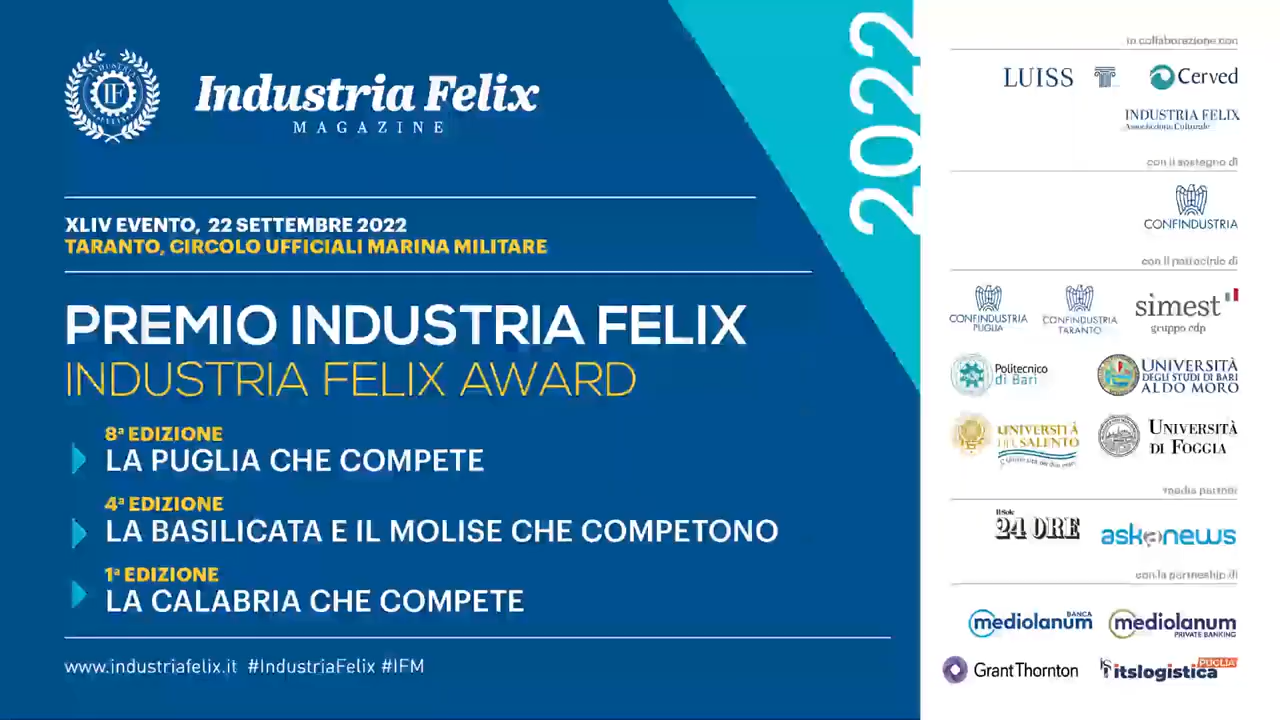 INDUSTRIA
IF
FELIX
Industria Felix
MAGAZINE
XLIV EVENTO, 22 SETTEMBRE 2022
TARANTO, CIRCOLO UFFICIALI MARINA MILITARE
PREMIO INDUSTRIA FELIX
INDUSTRIA FELIX AWARD
8ª EDIZIONE
LA PUGLIA CHE COMPETE
4ª EDIZIONE
LA BASILICATA E IL MOLISE CHE COMPETONO
1ª EDIZIONE
LA CALABRIA CHE COMPETE
www.industriafelix.it #IndustriaFelix #IFM
2022
in collaborazione con
LUISS
Cerved
INDUSTRIA FELIX
Associazione Culturale
con il sostegno di
CONFINDUSTRIA
con il patrocinio di
CONFINDUSTRIA
PUGLIA
CONFINDUSTRIA
TARANTO
simest
gruppo cdp
Politecnico
di Bari
UNIVERSITÀ
DEGLI STUDI DI BARI
ALDO MORO
UNIVERSITÀ
DEL SALENTO
UNIVERSITÀ
DI FOGGIA
media partner
Il Sole
24 ORE
askanews
con la partnership di
BANCA
mediolanum
mediolanum
PRIVATE BANKING
Grant Thornton
itslogistica
PUGLIA